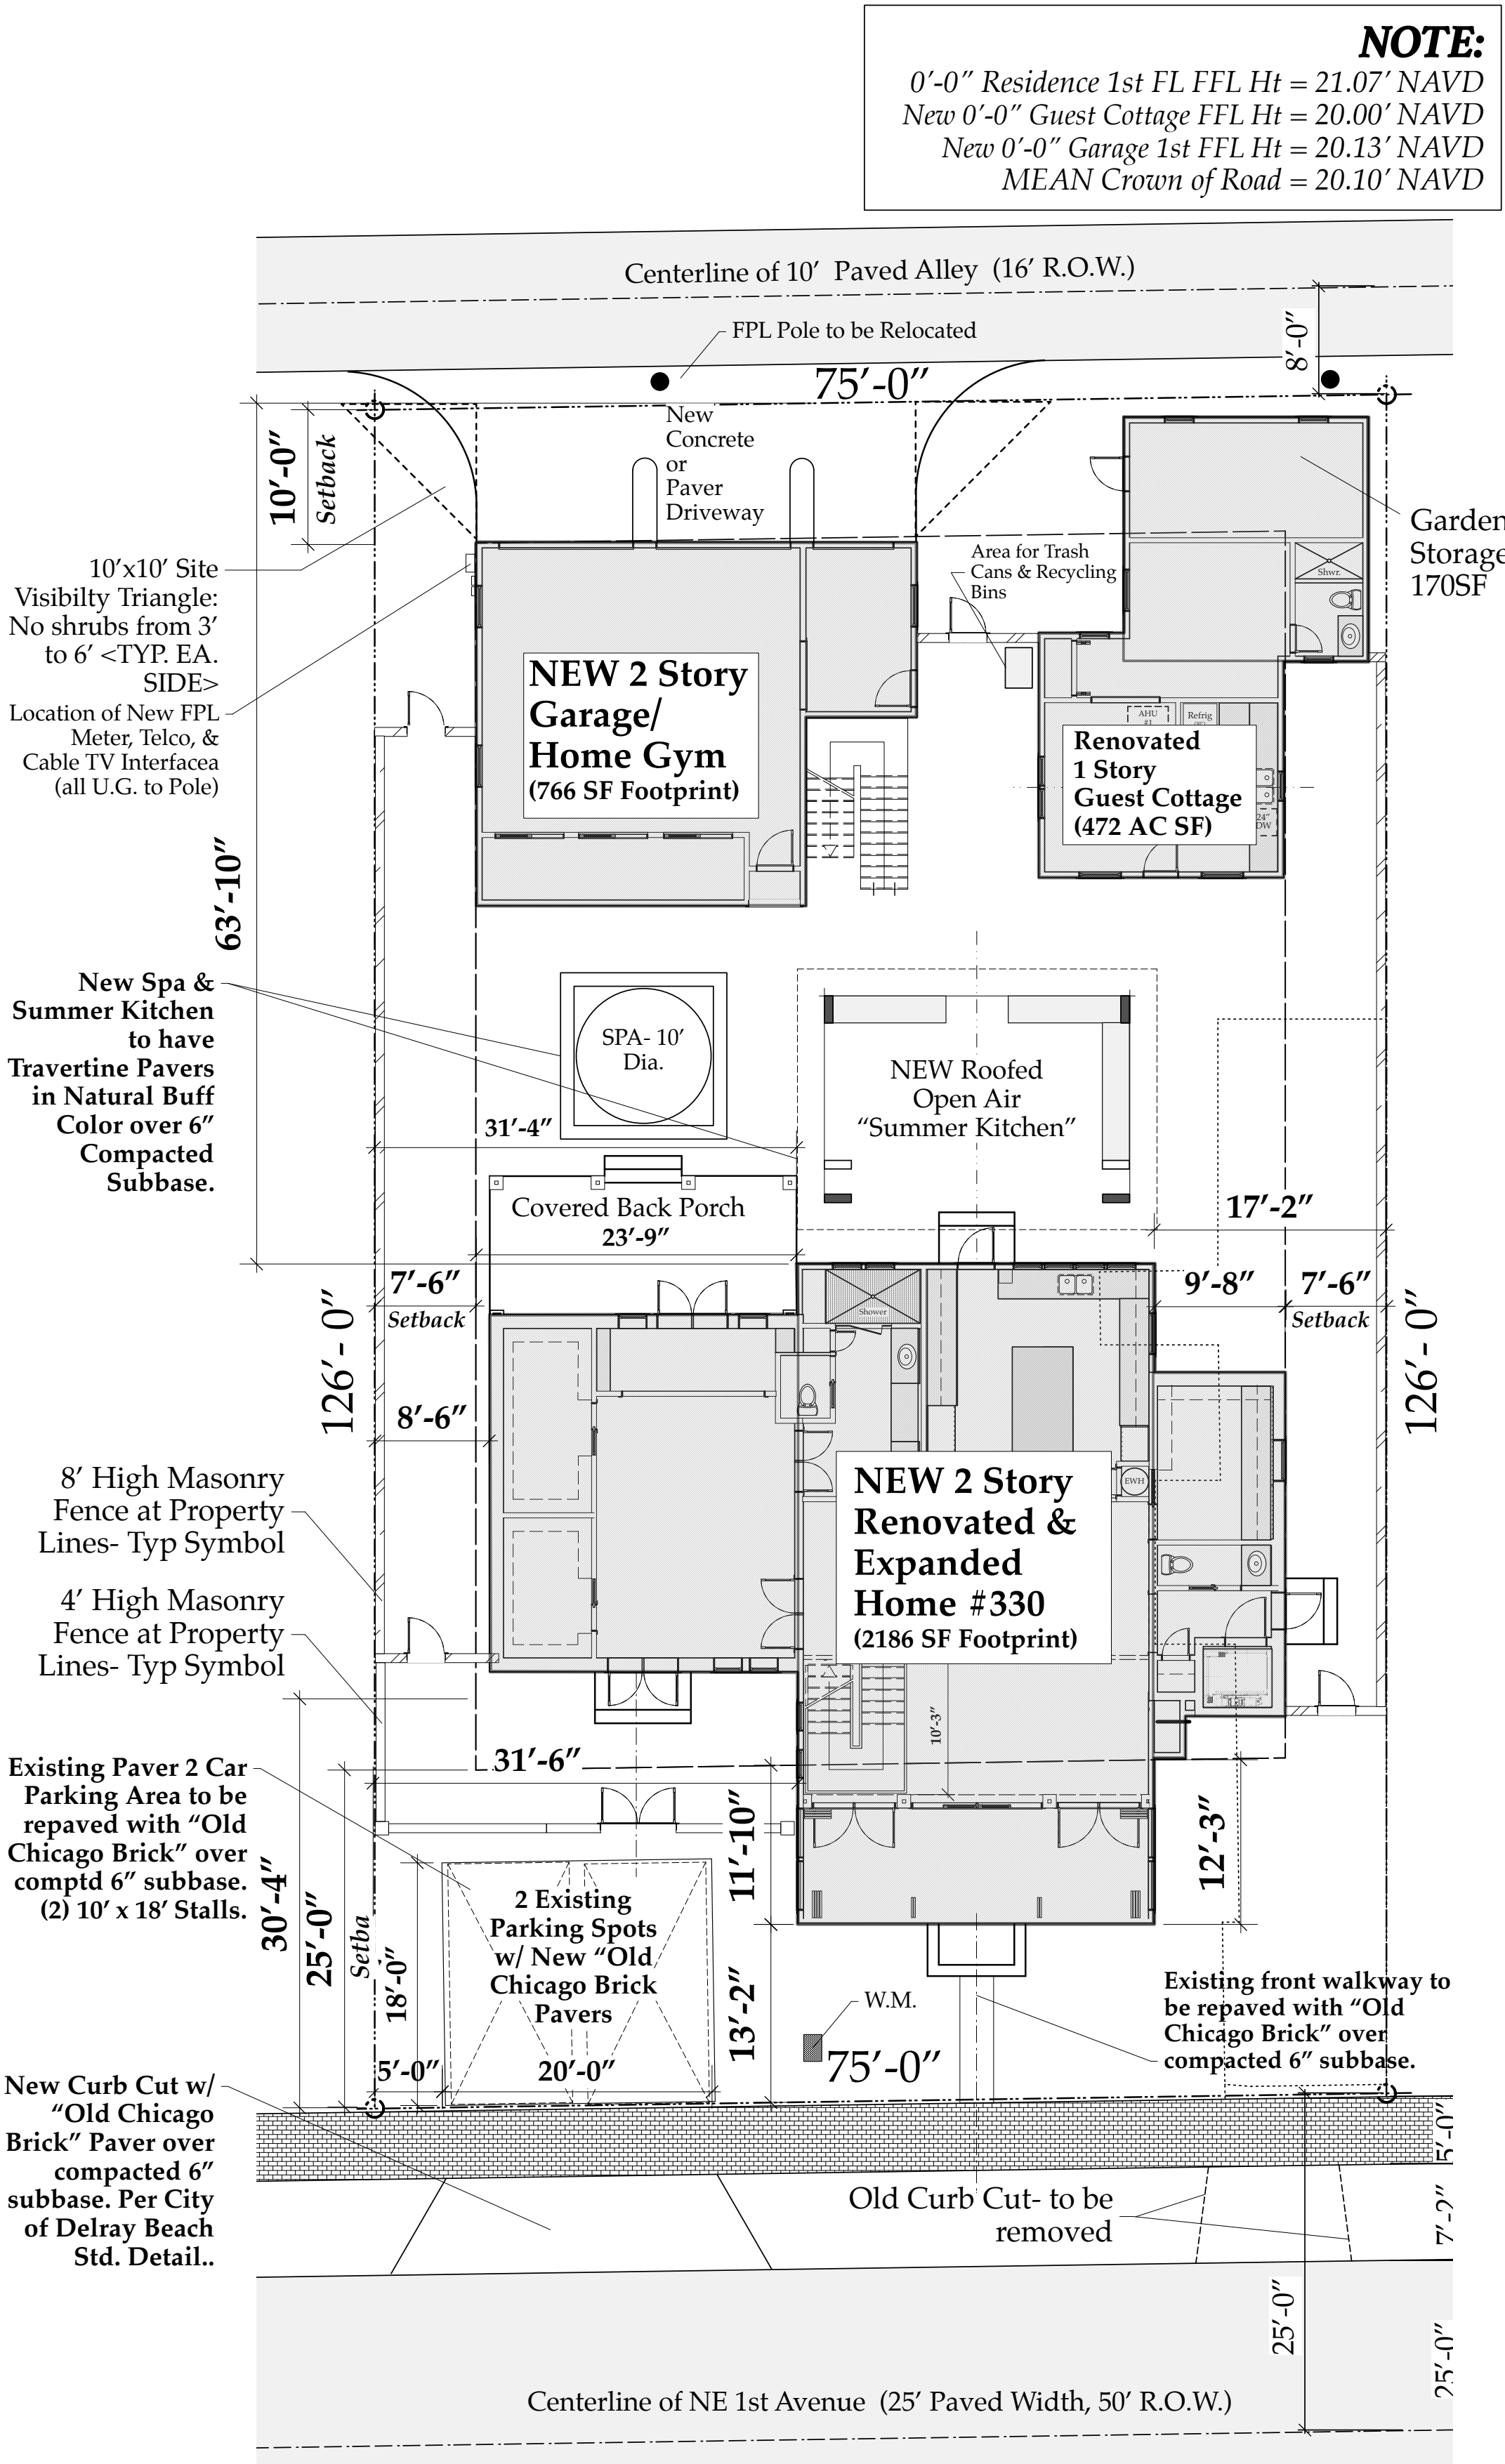 NOTE:
0'-0" Residence 1st FL FFL Ht = 21.07' NAVD
New 0'-0" Guest Cottage FFL Ht = 20.00' NAVD
New 0'-0" Garage 1st FFL Ht = 20.13' NAVD
MEAN Crown of Road = 20.10' NAVD
Centerline of 10' Paved Alley (16' R.O.W.)
FPL Pole to be Relocated
8'-0"
75'-0"
10'-0"
Setback
New
Concrete
or
Paver
Driveway
Garden
Storage
170SF
10'x10' Site
Visibilty Triangle:
No shrubs from 3'
to 6' <TYP. EA.
SIDE>
Location of New FPL
Meter, Telco, &
Cable TV Interfacea
(all U.G. to Pole)
Area for Trash
Cans & Recycling
Bins
Shwr.
NEW 2 Story
Garage/
Home Gym
(766 SF Footprint)
AHU
#1
Refrig
Renovated
1 Story
Guest Cottage
(472 AC SF)
24"
DW
63'-10"
New Spa &
Summer Kitchen
to have
Travertine Pavers
in Natural Buff
Color over 6"
Compacted
Subbase.
SPA- 10'
Dia.
NEW Roofed
Open Air
"Summer Kitchen"
31'-4"
Covered Back Porch
23'-9"
17'-2"
7'-6"
Setback
9'-8"
7'-6"
Setback
126'- 0"
126'- 0"
Shower
8'-6"
8' High Masonry
Fence at Property
Lines- Typ Symbol
4' High Masonry
Fence at Property
Lines- Typ Symbol
EWH
NEW 2 Story
Renovated &
Expanded
Home #330
(2186 SF Footprint)
10'-3"
31'-6"
Existing Paver 2 Car
Parking Area to be
repaved with "Old
Chicago Brick" over
comptd 6" subbase.
(2) 10' x 18' Stalls.
30'-4"
25'-0"
Setba
18'-0"
11'-10"
12'-3"
2 Existing
Parking Spots
w/ New "Old
Chicago Brick
Pavers
13'-2"
W.M.
75'-0"
Existing front walkway to
be repaved with "Old
Chicago Brick" over
compacted 6" subbase.
5'-0"
20'-0"
New Curb Cut w/
"Old Chicago
Brick" Paver over
compacted 6"
subbase. Per City
of Delray Beach
Std. Detail..
5'-0"
7'-2"
Old Curb Cut- to be
removed
25'-0"
25'-0"
Centerline of NE 1st Avenue (25' Paved Width, 50' R.O.W.)